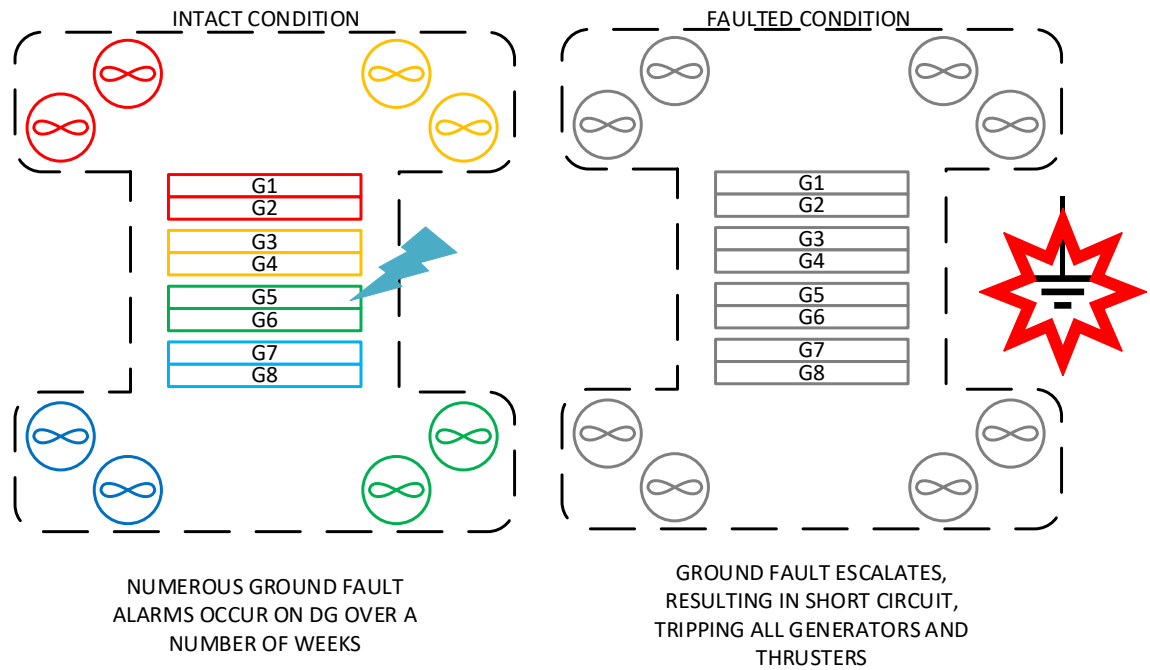 INTACT CONDITION
G1
G2
G3
G4
G5
G6
G7
G8
NUMEROUS GROUND FAULT
ALARMS OCCUR ON DG OVER A
NUMBER OF WEEKS
FAULTED CONDITION
G1
G2
G3
G4
G5
G6
G7
G8
GROUND FAULT ESCALATES,
RESULTING IN SHORT CIRCUIT,
TRIPPING ALL GENERATORS AND
THRUSTERS